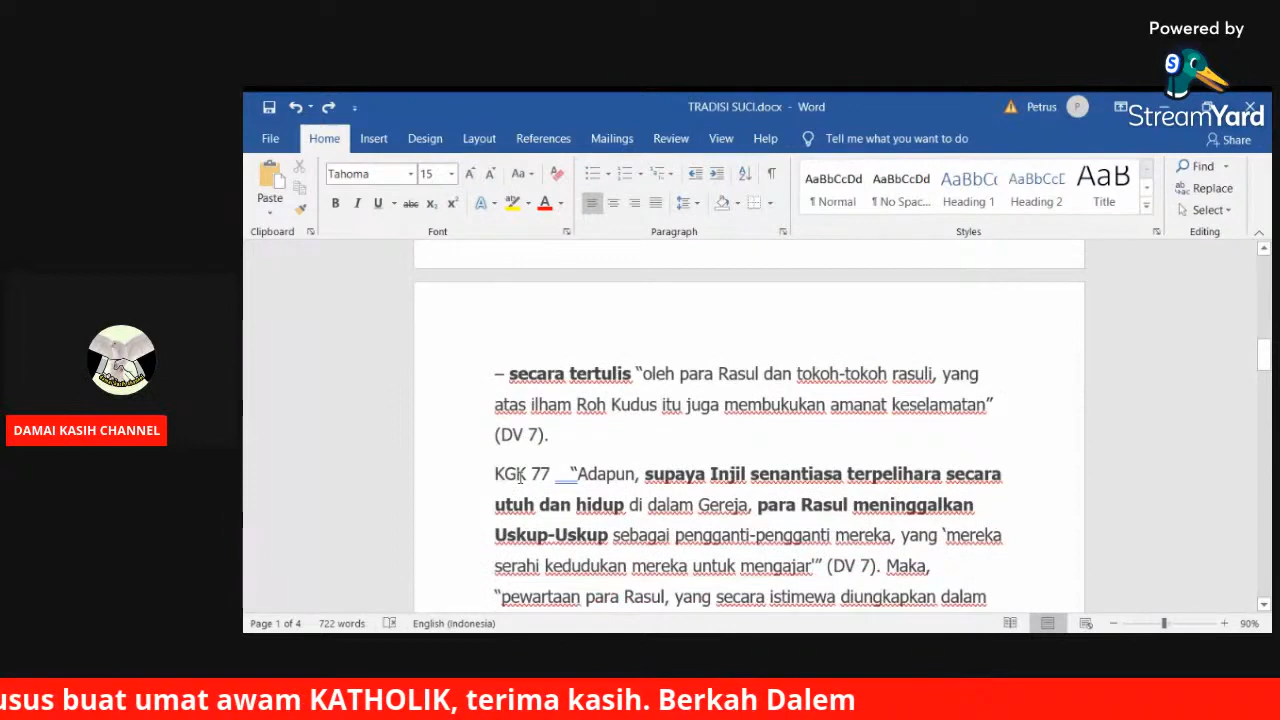 Powered by
StreamYard
TRADISI SUCI.docx - Word
Petrus
File Home Insert Design Layout References Mailings Review View Help Tell me what you want to do
Share
Paste
Tahoma 15
Aa
B I U abc x₂ x²
AaBbCcDd AaBbCcDd AaBbC AaBbCcD AaB
¶ Normal ¶ No Spac... Heading 1 Heading 2 Title
Find
Replace
Select
Clipboard Font Paragraph Styles Editing
– secara tertulis “oleh para Rasul dan tokoh-tokoh rasuli, yang
atas ilham Roh Kudus itu juga membukukan amanat keselamatan”
(DV 7).
KGK 77 “Adapun, supaya Injil senantiasa terpelihara secara
utuh dan hidup di dalam Gereja, para Rasul meninggalkan
Uskup-Uskup sebagai pengganti-pengganti mereka, yang ‘mereka
serahi kedudukan mereka untuk mengajar’” (DV 7). Maka,
“pewartaan para Rasul, yang secara istimewa diungkapkan dalam
DAMAI KASIH CHANNEL
Page 1 of 4 722 words English (Indonesia) 90%
usus buat umat awam KATHOLIK, terima kasih. Berkah Dalem